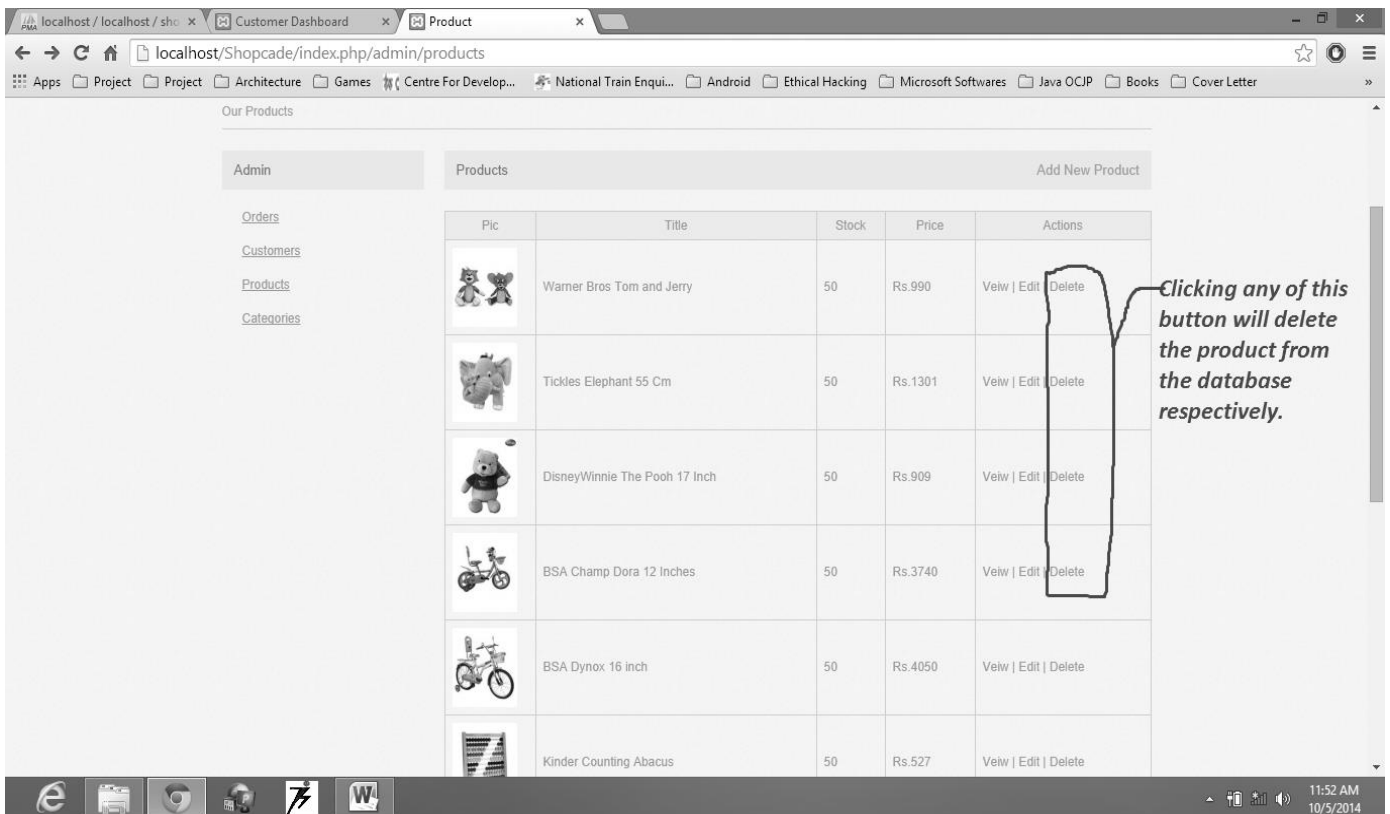 localhost / localhost / sho
Customer Dashboard
Product
localhost/Shopcade/index.php/admin/products
Apps Project Project Architecture Games Centre For Develop... National Train Enqui... Android Ethical Hacking Microsoft Softwares Java OCJP Books Cover Letter »
Our Products
Admin
Orders
Customers
Products
Categories
Products Add New Product
Pic Title Stock Price Actions
Warner Bros Tom and Jerry 50 Rs.990 Veiw | Edit | Delete
Tickles Elephant 55 Cm 50 Rs.1301 Veiw | Edit | Delete
DisneyWinnie The Pooh 17 Inch 50 Rs.909 Veiw | Edit | Delete
BSA Champ Dora 12 Inches 50 Rs.3740 Veiw | Edit | Delete
BSA Dynox 16 inch 50 Rs.4050 Veiw | Edit | Delete
Kinder Counting Abacus 50 Rs.527 Veiw | Edit | Delete
Clicking any of this
button will delete
the product from
the database
respectively.
11:52 AM
10/5/2014